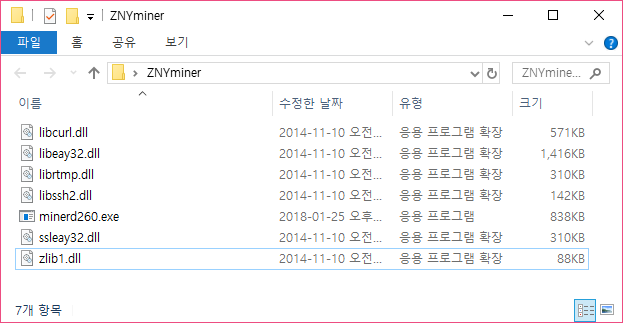 ZNYminer
파일 홈 공유 보기
ZNYminer ZNYmine...
이름 수정한 날짜 유형 크기
libcurl.dll 2014-11-10 오전... 응용 프로그램 확장 571KB
libeay32.dll 2014-11-10 오전... 응용 프로그램 확장 1,416KB
librtmp.dll 2014-11-10 오전... 응용 프로그램 확장 310KB
libssh2.dll 2014-11-10 오전... 응용 프로그램 확장 142KB
minerd260.exe 2018-01-25 오후... 응용 프로그램 838KB
ssleay32.dll 2014-11-10 오전... 응용 프로그램 확장 310KB
zlib1.dll 2014-11-10 오전... 응용 프로그램 확장 88KB
7개 항목